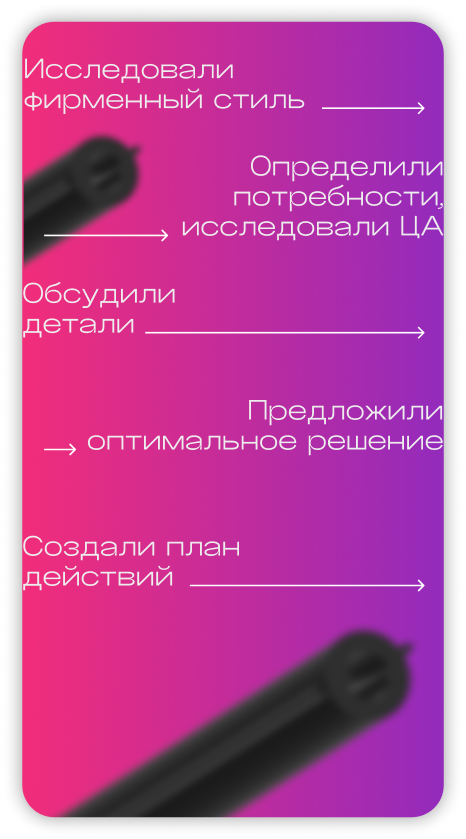 Исследовали
фирменный стиль
Определили
потребности,
исследовали ЦА
Обсудили
детали
Предложили
оптимальное решение
Создали план
действий